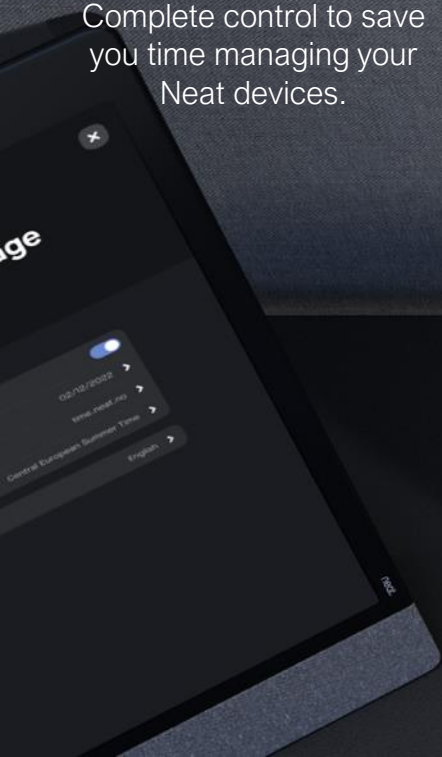 Complete control to save
you time managing your
Neat devices.
02/12/2022
time.neat.no
Central European Summer Time
English
neat.